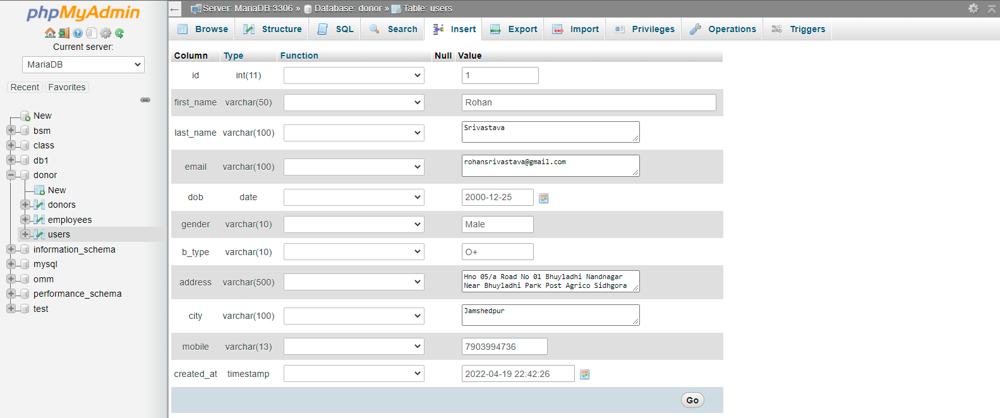 phpMyAdmin
Current server:
MariaDB
Recent Favorites
New
bsm
class
db1
donor
New
donors
employees
users
information_schema
mysql
omm
performance_schema
test
Server: MariaDB:3306 » Database: donor » Table: users
Browse Structure SQL Search Insert Export Import Privileges Operations Triggers
Column Type Function Null Value
id int(11) 1
first_name varchar(50) Rohan
last_name varchar(100) Srivastava
email varchar(100) rohansrivastava@gmail.com
dob date 2000-12-25
gender varchar(10) Male
b_type varchar(10) O+
address varchar(500) Hno 05/a Road No 01 Bhuyladhi Nandnagar
Near Bhuyladhi Park Post Agrico Sidhgora
city varchar(100) Jamshedpur
mobile varchar(13) 7903994736
created_at timestamp 2022-04-19 22:42:26
Go